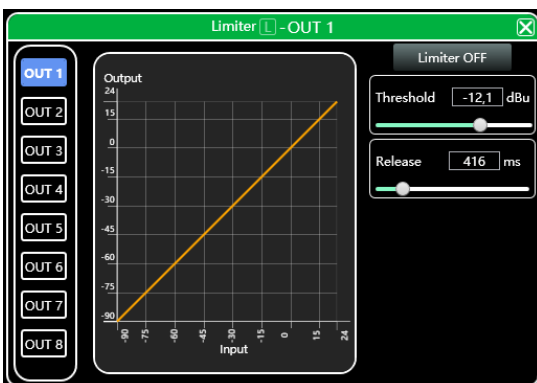 Limiter L - OUT 1
OUT 1
OUT 2
OUT 3
OUT 4
OUT 5
OUT 6
OUT 7
OUT 8
Output
24
15
0
-15
-30
-45
-60
-75
-90
-90 -75 -60 -45 -30 -15 0 15 24
Input
Limiter OFF
Threshold -12,1 dBu
Release 416 ms